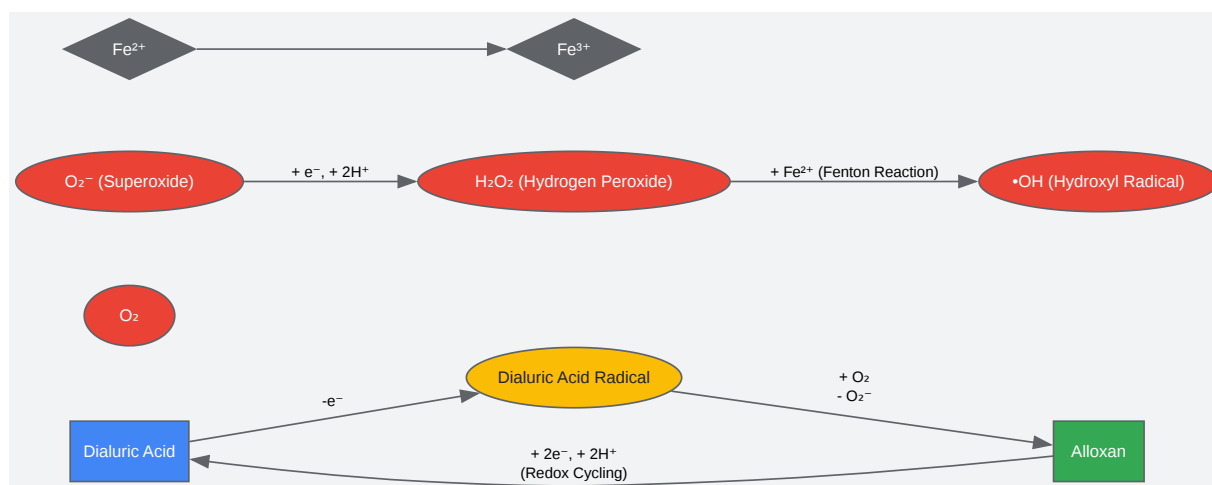 Fe²⁺
Fe³⁺
O₂⁻ (Superoxide)
+ e⁻, + 2H⁺
H₂O₂ (Hydrogen Peroxide)
+ Fe²⁺ (Fenton Reaction)
•OH (Hydroxyl Radical)
O₂
Dialuric Acid Radical
+ O₂
- O₂⁻
-e⁻
Dialuric Acid
+ 2e⁻, + 2H⁺
(Redox Cycling)
Alloxan